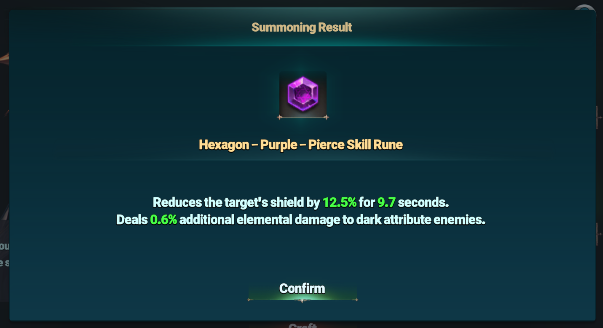 Summoning Result
Hexagon – Purple – Pierce Skill Rune
Reduces the target's shield by 12.5% for 9.7 seconds.
Deals 0.6% additional elemental damage to dark attribute enemies.
Confirm